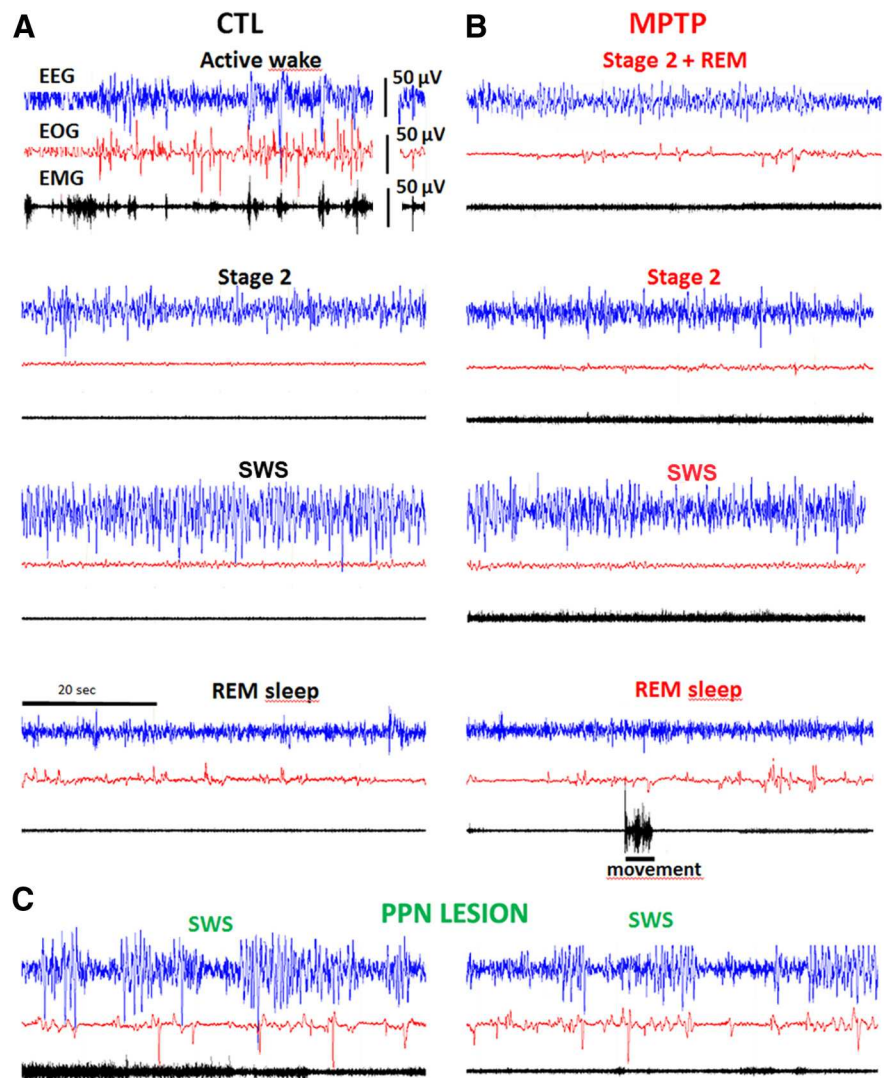 A
CTL
Active wake
EEG
50 µV
EOG
50 µV
EMG
50 µV
Stage 2
SWS
20 sec
REM sleep
B
MPTP
Stage 2 + REM
Stage 2
SWS
REM sleep
movement
C
PPN LESION
SWS
SWS